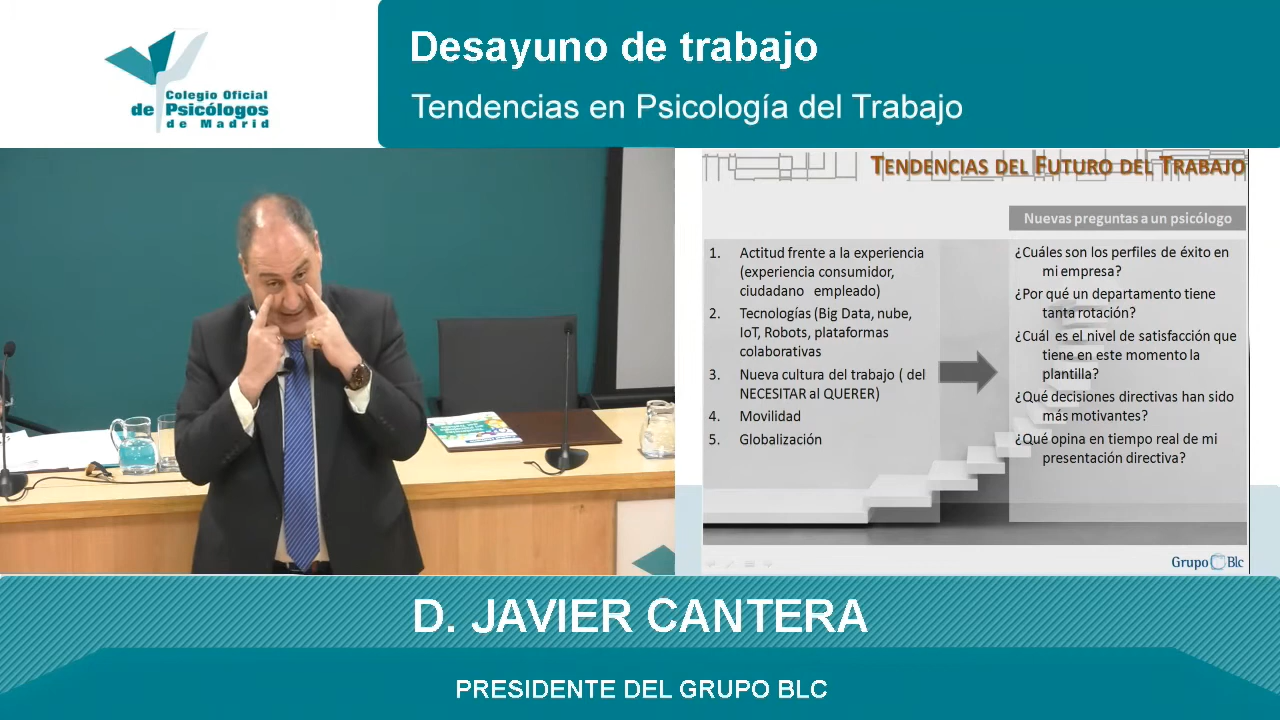 Colegio Oficial
de Psicólogos
de Madrid
Desayuno de trabajo
Tendencias en Psicología del Trabajo
TENDENCIAS DEL FUTURO DEL TRABAJO
Nuevas preguntas a un psicólogo
1. Actitud frente a la experiencia
(experiencia consumidor,
ciudadano empleado)
2. Tecnologías (Big Data, nube,
IoT, Robots, plataformas
colaborativas
3. Nueva cultura del trabajo ( del
NECESITAR al QUERER)
4. Movilidad
5. Globalización
¿Cuáles son los perfiles de éxito en
mi empresa?
¿Por qué un departamento tiene
tanta rotación?
¿Cuál es el nivel de satisfacción que
tiene en este momento la
plantilla?
¿Qué decisiones directivas han sido
más motivantes?
¿Qué opina en tiempo real de mi
presentación directiva?
Grupo Blc
D. JAVIER CANTERA
PRESIDENTE DEL GRUPO BLC